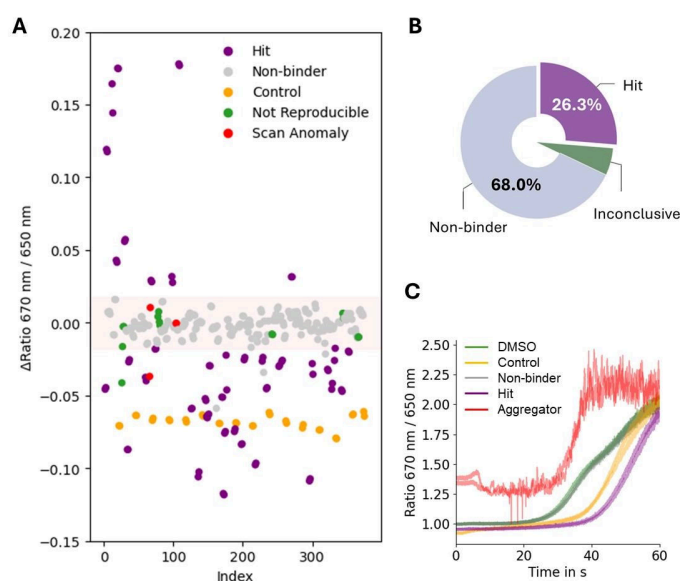 A
0.20
0.15
0.10
0.05
0.00
−0.05
−0.10
−0.15
ΔRatio 670 nm / 650 nm
Hit
Non-binder
Control
Not Reproducible
Scan Anomaly
0
100
200
300
Index
B
Hit
26.3%
68.0%
Non-binder
Inconclusive
C
2.50
2.25
2.00
1.75
1.50
1.25
1.00
Ratio 670 nm / 650 nm
DMSO
Control
Non-binder
Hit
Aggregator
0
20
40
60
Time in s